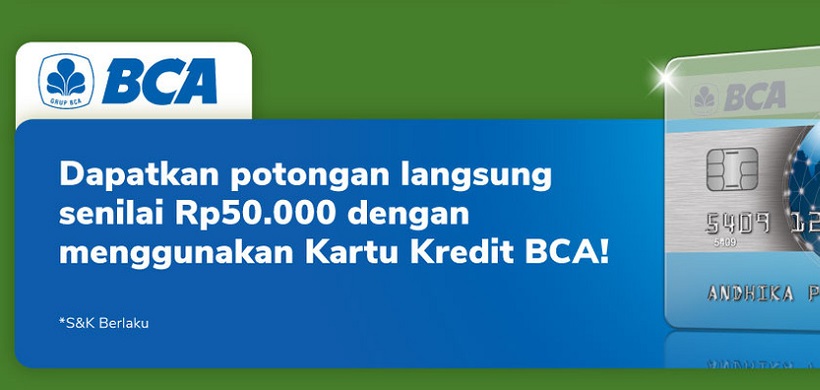 GRUP BCA
BCA
Dapatkan potongan langsung
senilai Rp50.000 dengan
menggunakan Kartu Kredit BCA!
*S&K Berlaku
BCA
5409 12
5409
ANDHIKA P